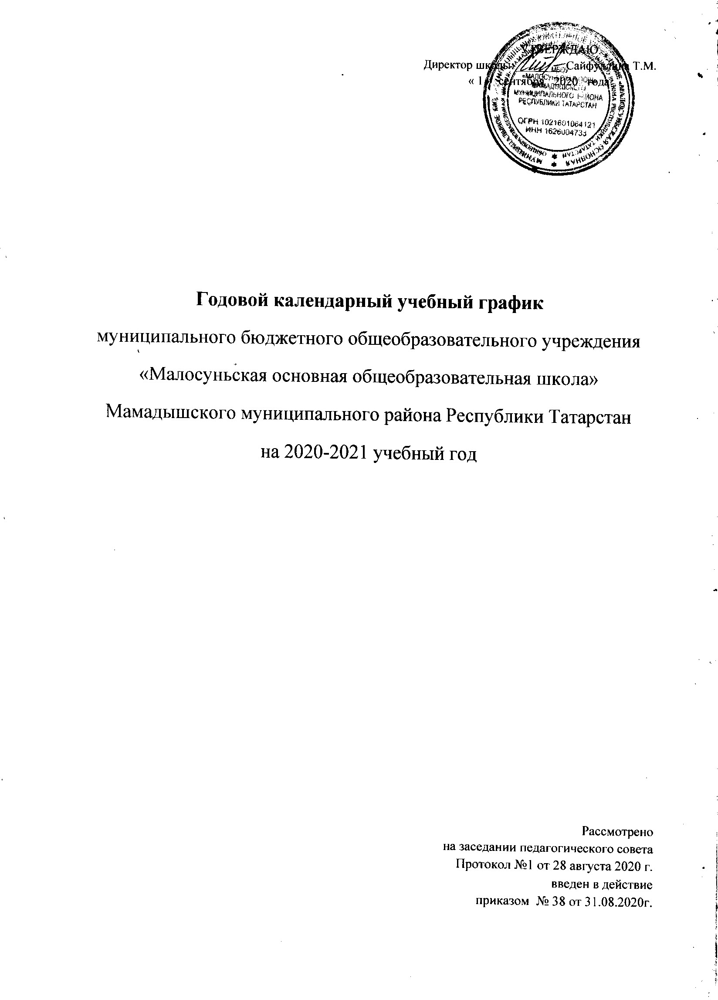 УТВЕРЖДАЮ
Директор школы Сайфуллина Т.М.
« 1 » сентября 2020 года
МБОУ
«МАЛОСУНЬСКАЯ ООШ»
МАМАДЫШСКОГО
МУНИЦИПАЛЬНОГО РАЙОНА
РЕСПУБЛИКИ ТАТАРСТАН
ОГРН 1021601064121
ИНН 1626004733
Годовой календарный учебный график
муниципального бюджетного общеобразовательного учреждения
«Малосуньская основная общеобразовательная школа»
Мамадышского муниципального района Республики Татарстан
на 2020-2021 учебный год
Рассмотрено
на заседании педагогического совета
Протокол №1 от 28 августа 2020 г.
введен в действие
приказом № 38 от 31.08.2020г.